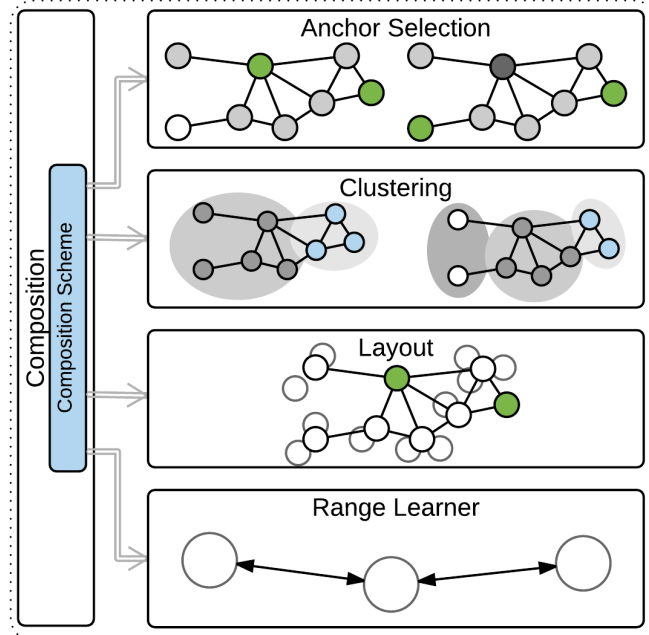 Composition
Composition Scheme
Anchor Selection
Clustering
Layout
Range Learner